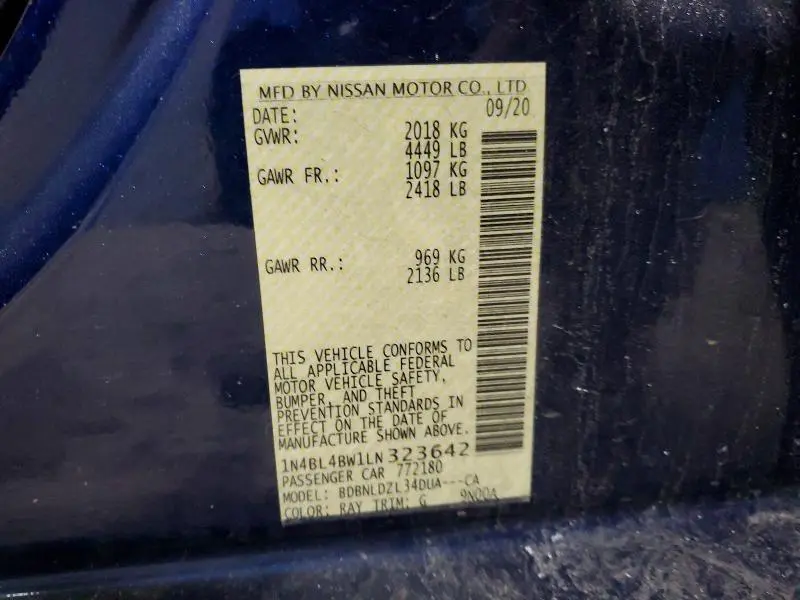 MFD BY NISSAN MOTOR CO., LTD
DATE: 09/20
GVWR: 2018 KG
4449 LB
GAWR FR.: 1097 KG
2418 LB
GAWR RR.: 969 KG
2136 LB
THIS VEHICLE CONFORMS TO
ALL APPLICABLE FEDERAL
MOTOR VEHICLE SAFETY,
BUMPER, AND THEFT
PREVENTION STANDARDS IN
EFFECT ON THE DATE OF
MANUFACTURE SHOWN ABOVE.
1N4BL4BW1LN323642
PASSENGER CAR 772180
MODEL: BDBNLDZL34DUA---CA
COLOR: RAY TRIM: G 9N00A